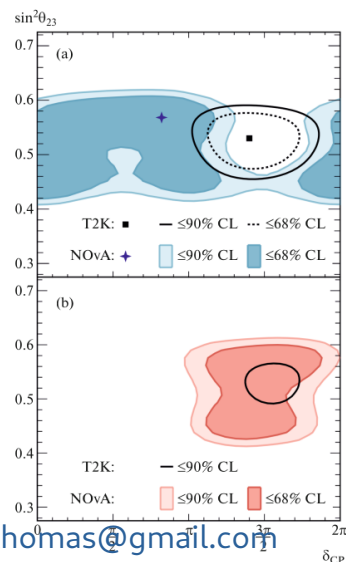 sin²θ₂₃
0.7
(a)
0.6
0.5
0.4
T2K: ≤90% CL ≤68% CL
NOvA: ≤90% CL ≤68% CL
0.3
0.7
(b)
0.6
0.5
0.4
T2K: ≤90% CL
NOvA: ≤90% CL ≤68% CL
0.3
0 π/2 π 3π/2 2π
homas@gmail.com
δCP